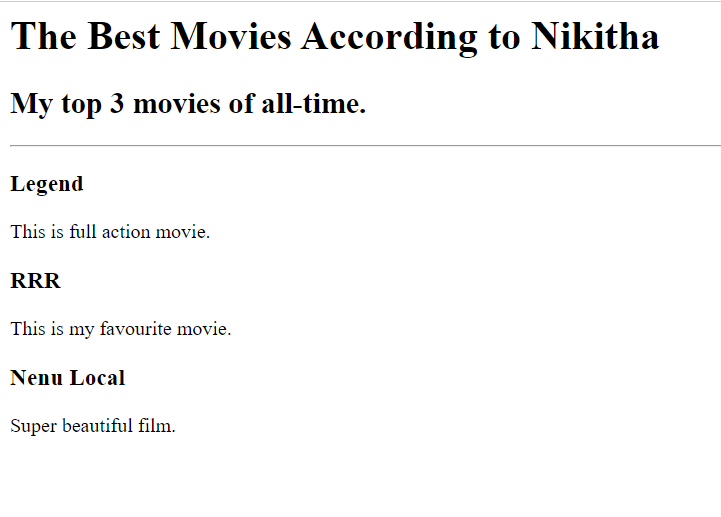 The Best Movies According to Nikitha
My top 3 movies of all-time.
Legend
This is full action movie.
RRR
This is my favourite movie.
Nenu Local
Super beautiful film.